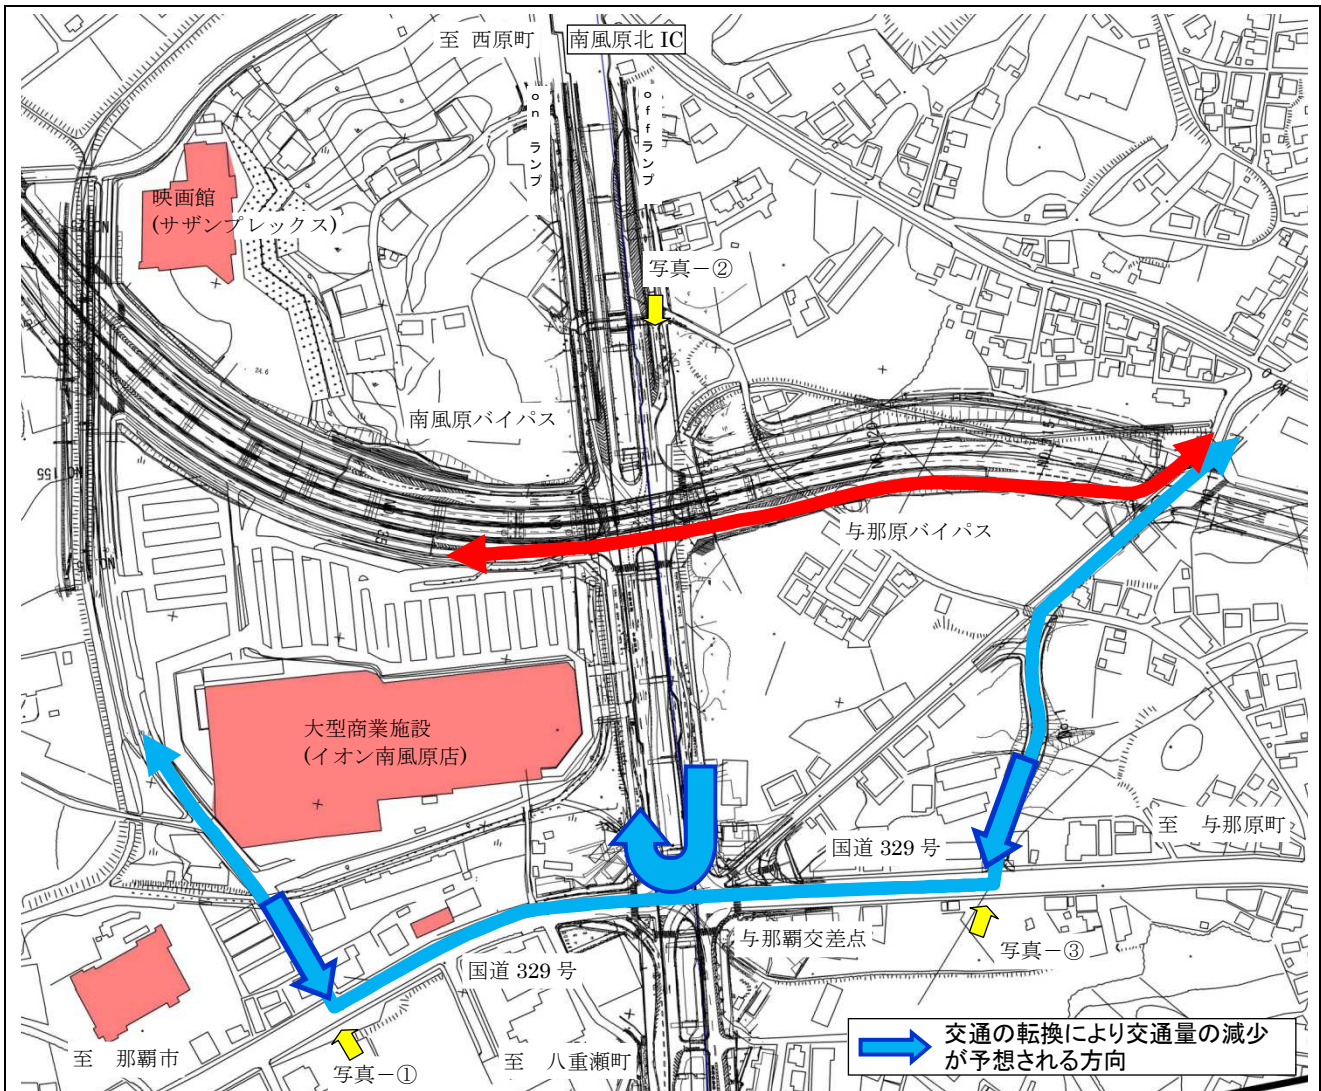 至 西原町
南風原北 IC
on ランプ
off ランプ
映画館
(サザンプレックス)
写真－②
24.6
南風原バイパス
NO.155
与那原バイパス
大型商業施設
(イオン南風原店)
至 与那原町
国道 329 号
与那覇交差点
写真－③
国道 329 号
至 那覇市
写真－①
至 八重瀬町
交通の転換により交通量の減少
が予想される方向